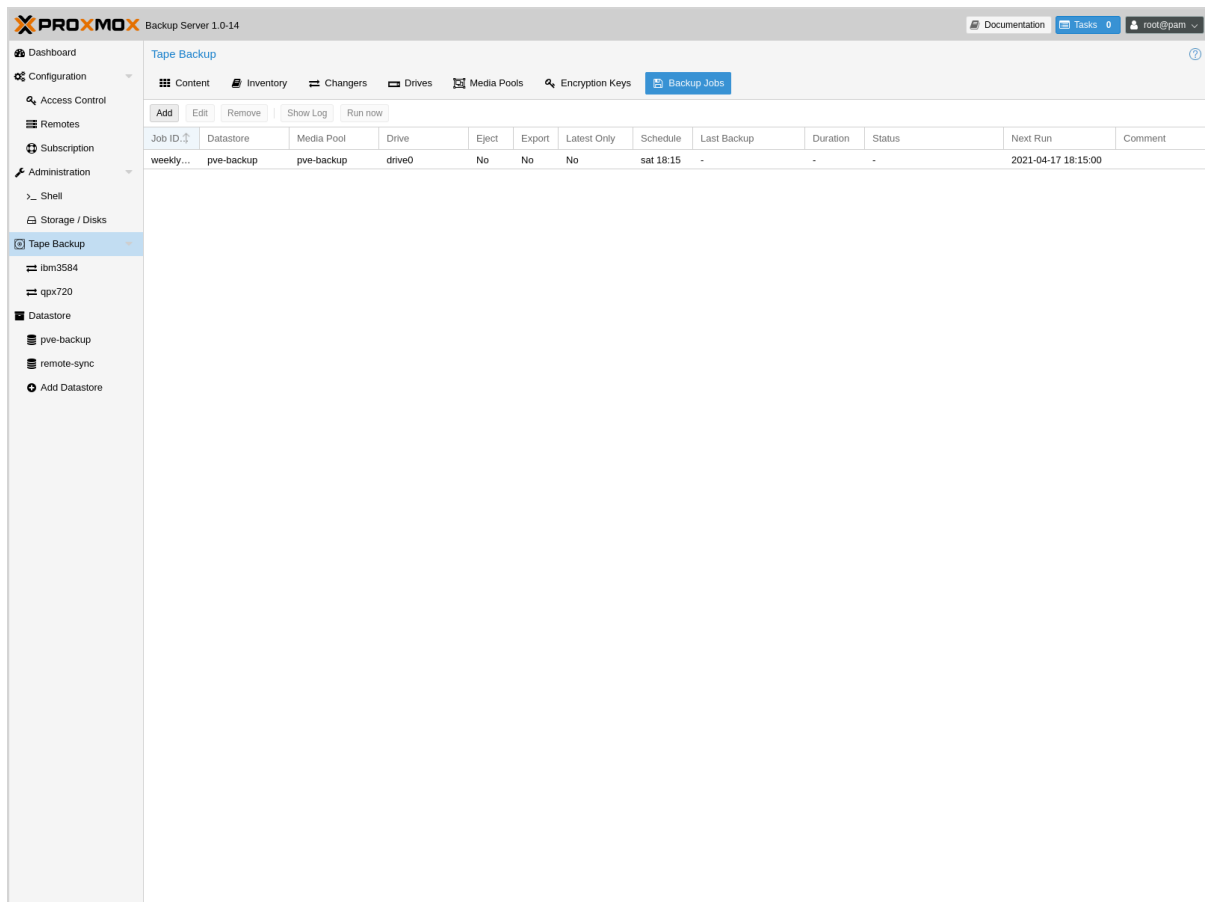 PROXMOX Backup Server 1.0-14 Documentation Tasks 0 root@pam
Dashboard
Configuration
Access Control
Remotes
Subscription
Administration
>_ Shell
Storage / Disks
Tape Backup
ibm3584
qpx720
Datastore
pve-backup
remote-sync
Add Datastore
Tape Backup
Content Inventory Changers Drives Media Pools Encryption Keys Backup Jobs
Add Edit Remove Show Log Run now
Job ID... Datastore Media Pool Drive Eject Export Latest Only Schedule Last Backup Duration Status Next Run Comment
weekly... pve-backup pve-backup drive0 No No No sat 18:15 - - - 2021-04-17 18:15:00